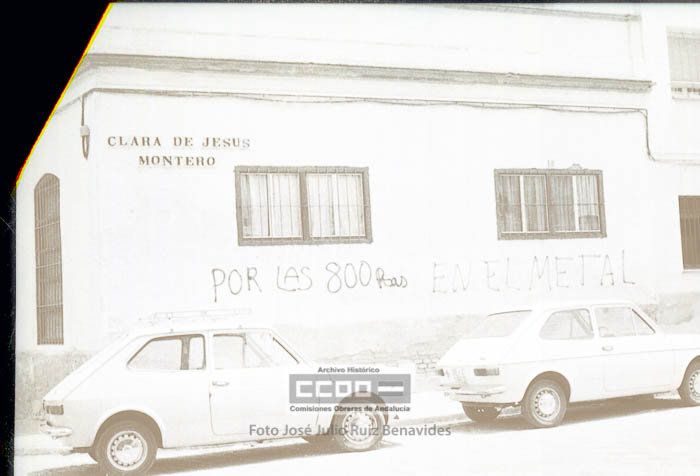 CLARA DE JESUS
MONTERO
POR LAS 800 Ptas EN EL METAL
Archivo Histórico
CCOO
Comisiones Obreras de Andalucía
Foto José Julio Ruiz Benavides